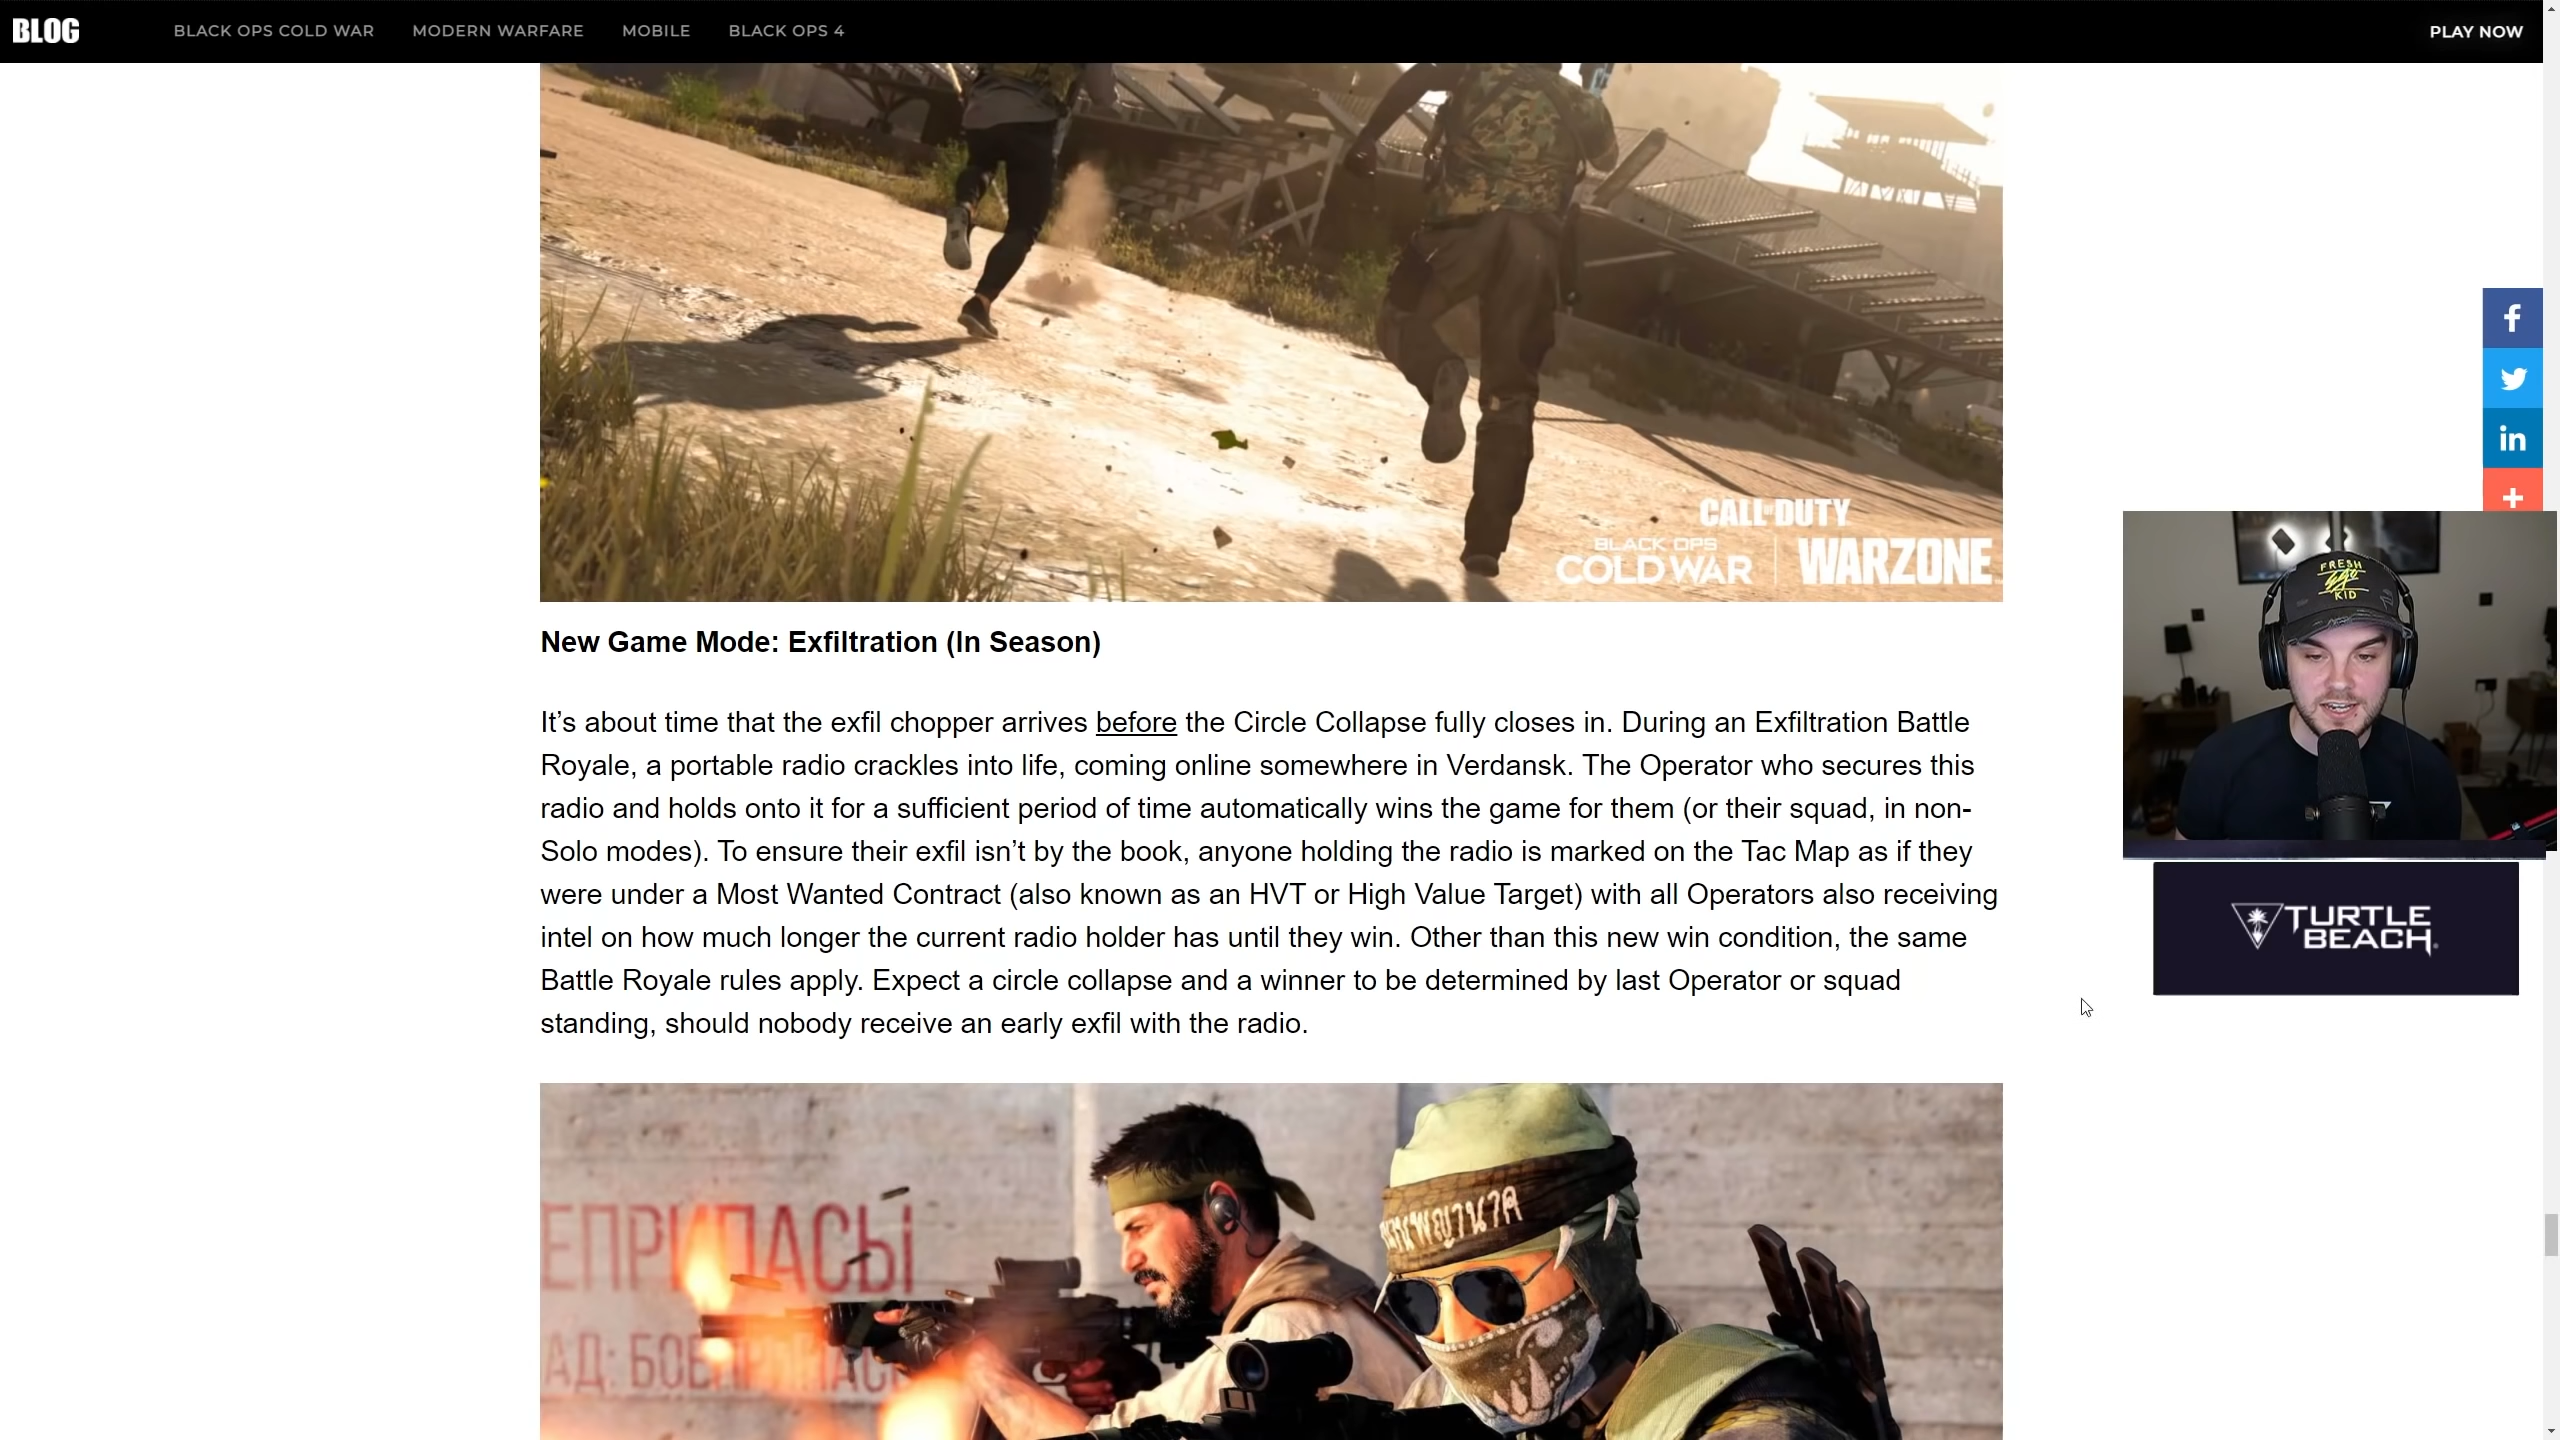 BLOG
BLACK OPS COLD WAR
MODERN WARFARE
MOBILE
BLACK OPS 4
PLAY NOW
CALL OF DUTY
BLACK OPS
COLD WAR
WARZONE
FRESH
ego
KID
New Game Mode: Exfiltration (In Season)
It’s about time that the exfil chopper arrives before the Circle Collapse fully closes in. During an Exfiltration Battle
Royale, a portable radio crackles into life, coming online somewhere in Verdansk. The Operator who secures this
radio and holds onto it for a sufficient period of time automatically wins the game for them (or their squad, in non-
Solo modes). To ensure their exfil isn’t by the book, anyone holding the radio is marked on the Tac Map as if they
were under a Most Wanted Contract (also known as an HVT or High Value Target) with all Operators also receiving
intel on how much longer the current radio holder has until they win. Other than this new win condition, the same
Battle Royale rules apply. Expect a circle collapse and a winner to be determined by last Operator or squad
standing, should nobody receive an early exfil with the radio.
TURTLE
BEACH
ЕПРИПАСЫ